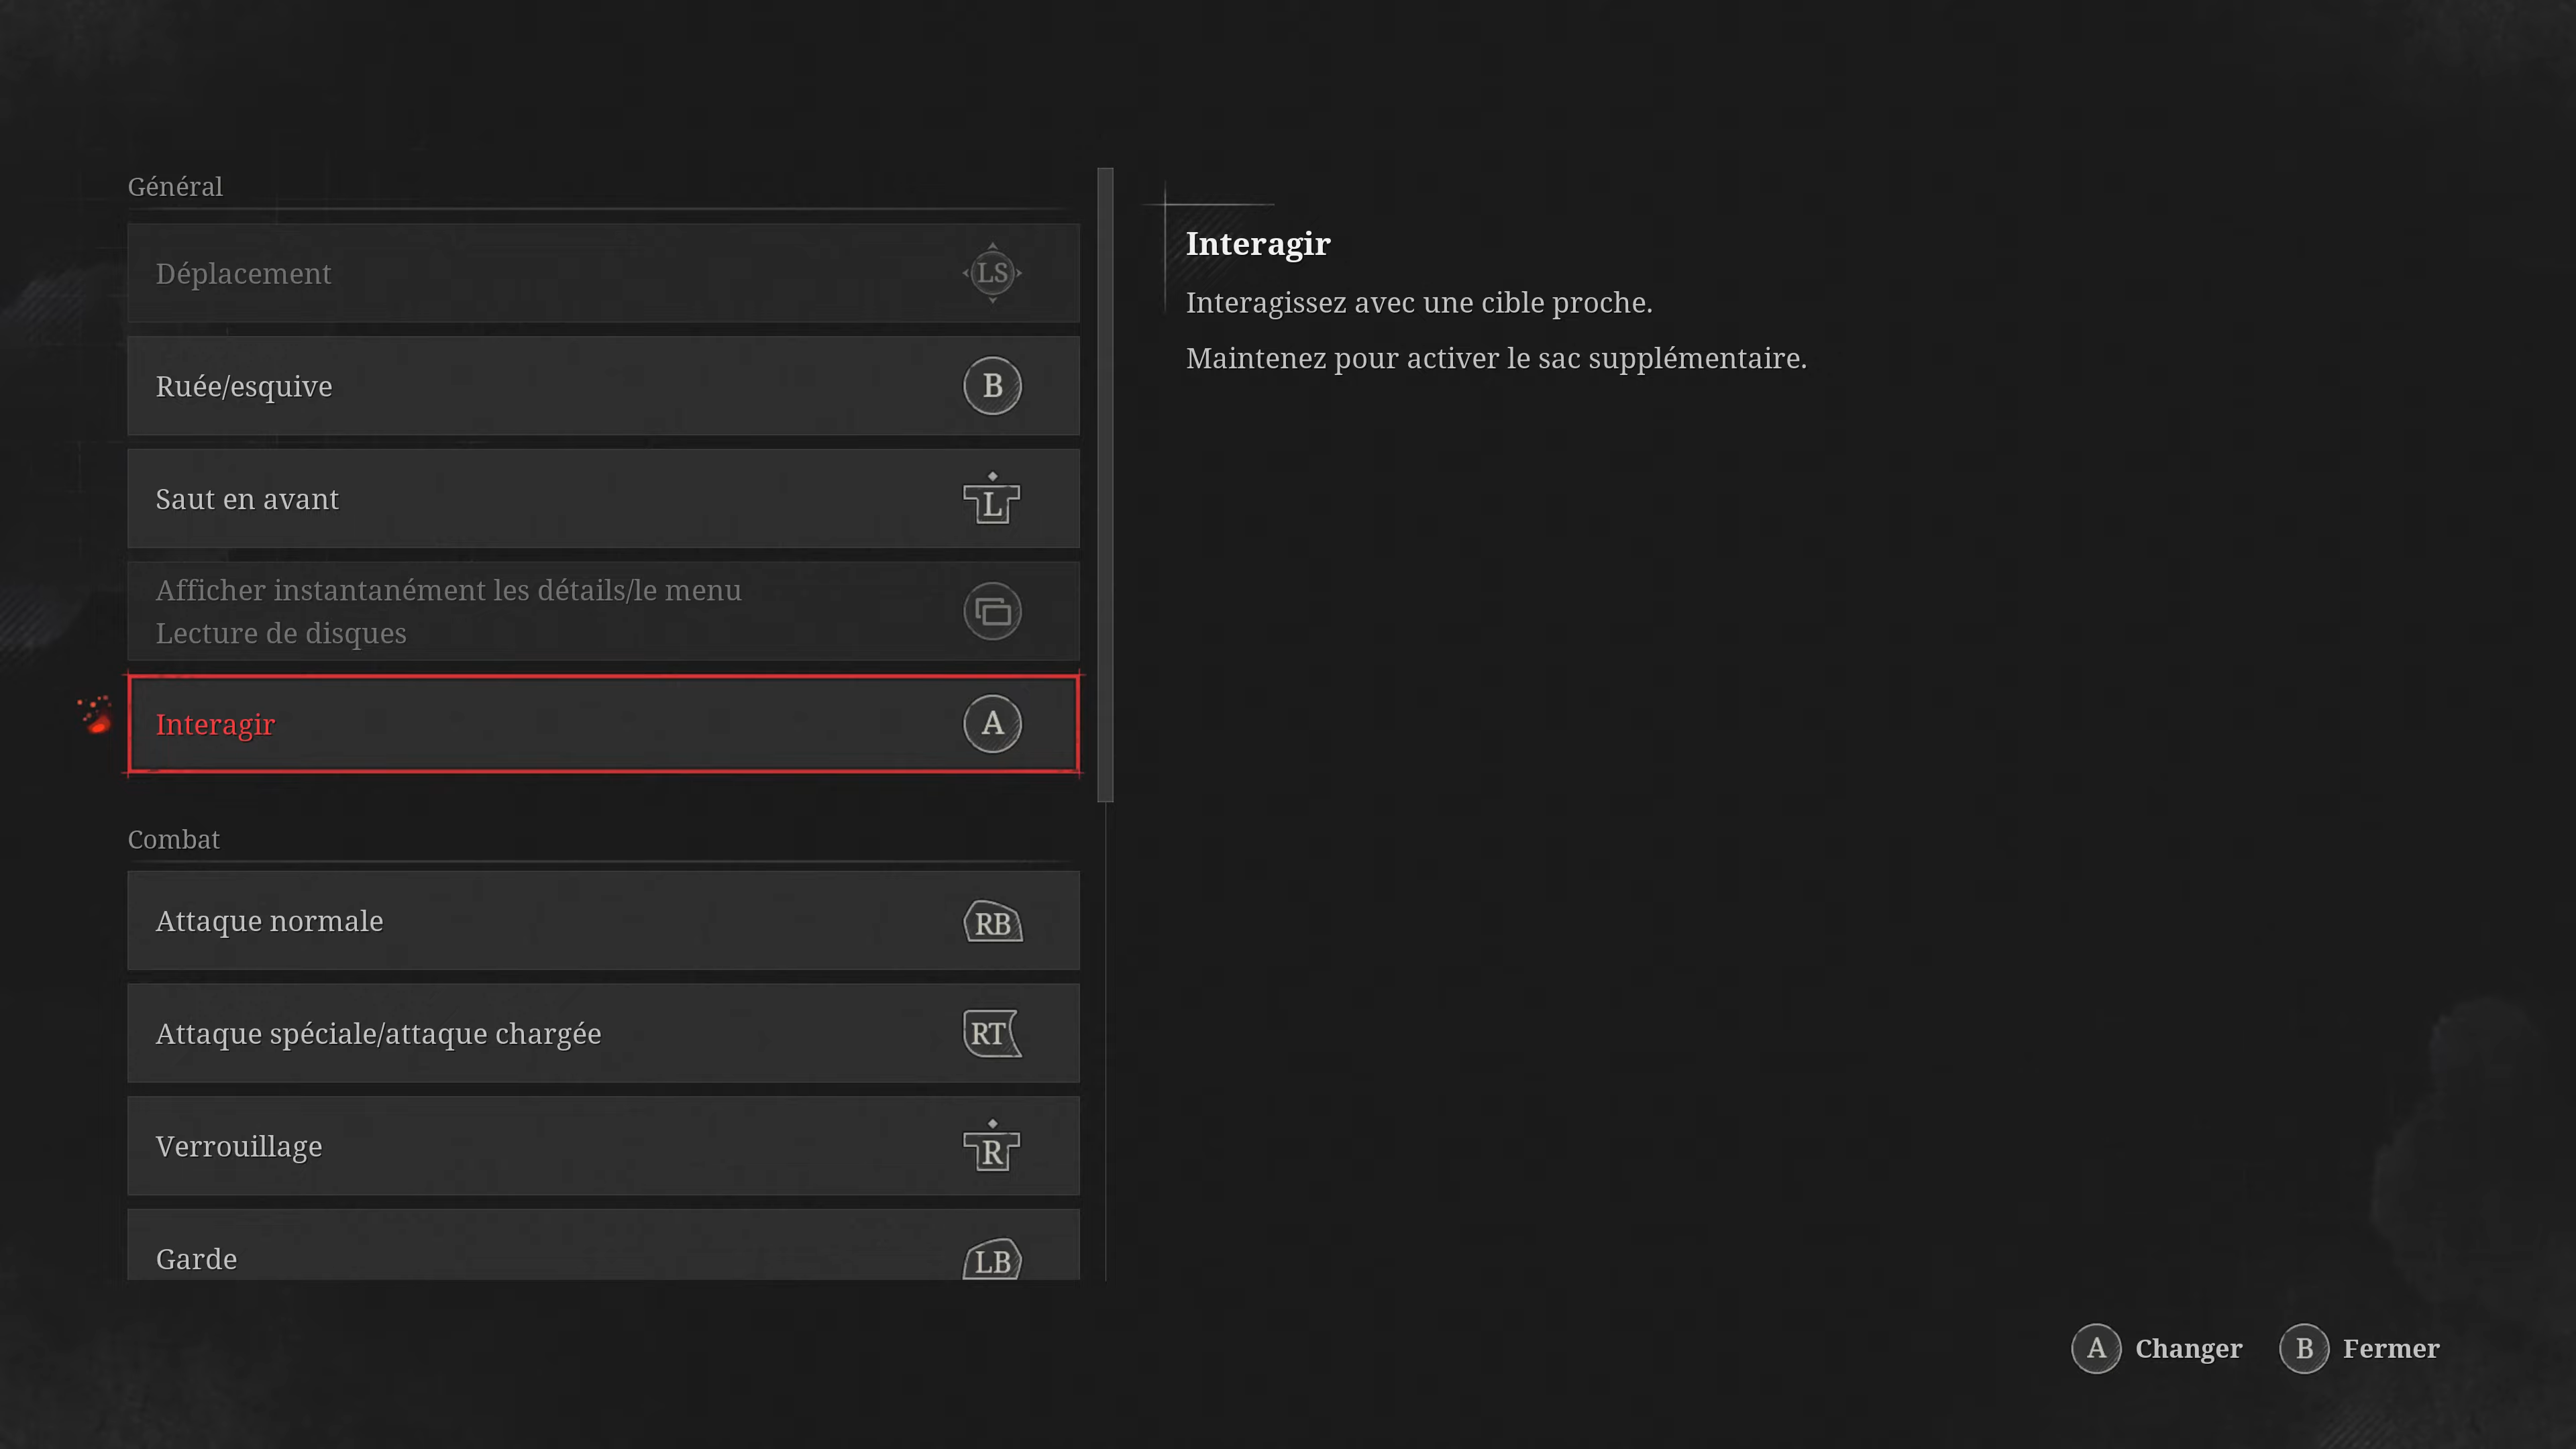 Général
Déplacement
LS
Ruée/esquive
B
Saut en avant
L
Afficher instantanément les détails/le menu
Lecture de disques
Interagir
A
Combat
Attaque normale
RB
Attaque spéciale/attaque chargée
RT
Verrouillage
R
Garde
LB
Interagir
Interagissez avec une cible proche.
Maintenez pour activer le sac supplémentaire.
A Changer B Fermer